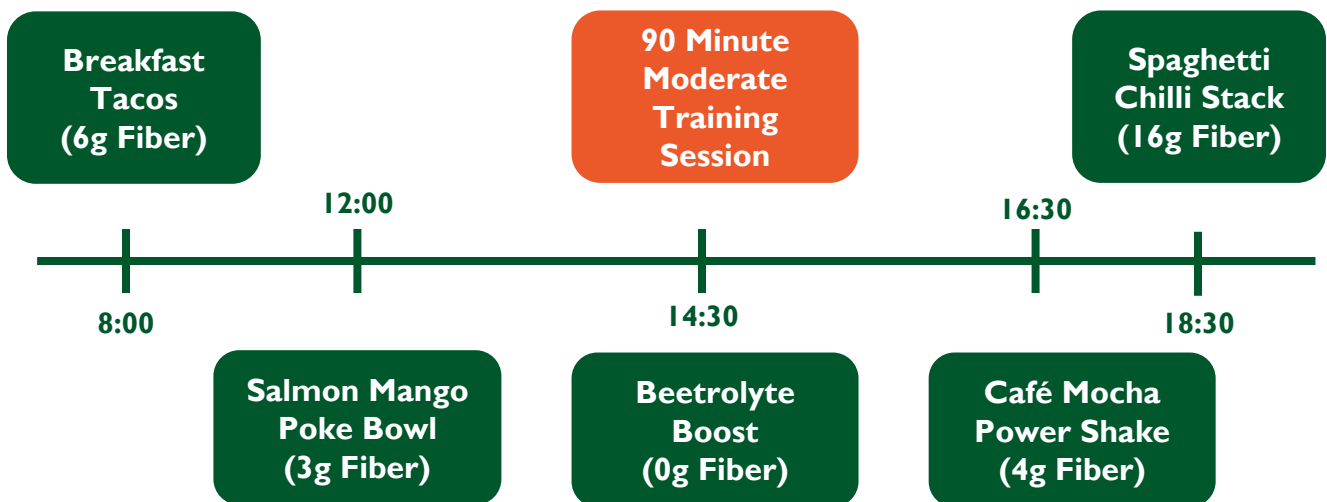 Breakfast
Tacos
(6g Fiber)
90 Minute
Moderate
Training
Session
Spaghetti
Chilli Stack
(16g Fiber)
12:00
16:30
8:00
14:30
18:30
Salmon Mango
Poke Bowl
(3g Fiber)
Beetrolyte
Boost
(0g Fiber)
Café Mocha
Power Shake
(4g Fiber)